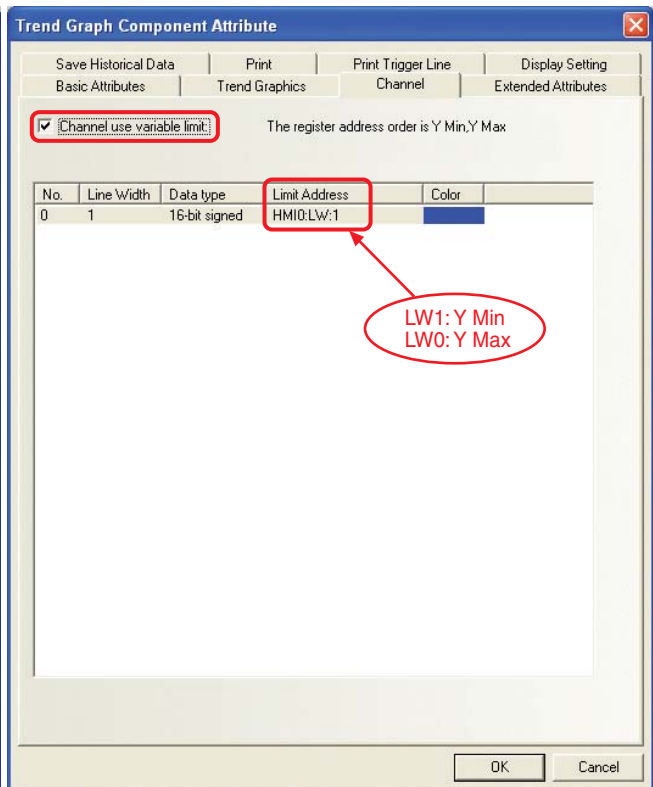 Trend Graph Component Attribute
Save Historical Data Print Print Trigger Line Display Setting
Basic Attributes Trend Graphics Channel Extended Attributes
Channel use variable limit: The register address order is Y Min,Y Max
No. Line Width Data type Limit Address Color
0 1 16-bit signed HMI0:LW:1
LW1: Y Min
LW0: Y Max
OK Cancel